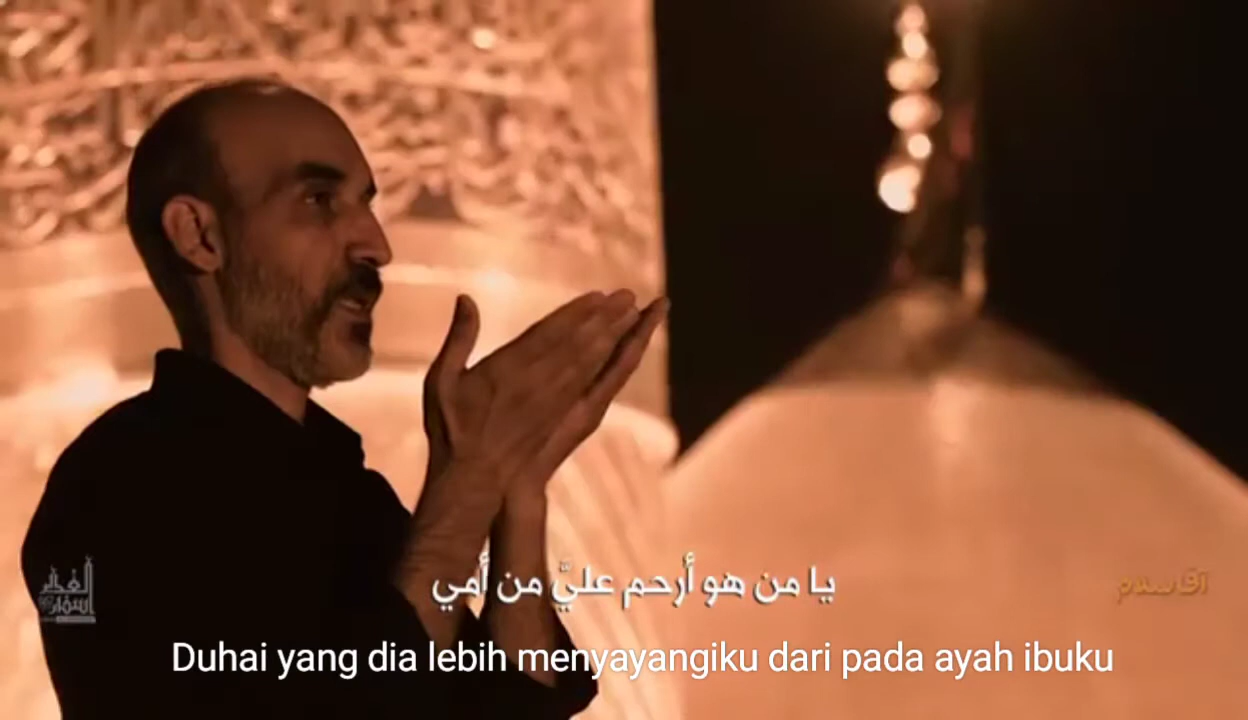 يا من هو أرحم عليّ من أمي
Duhai yang dia lebih menyayangiku dari pada ayah ibuku